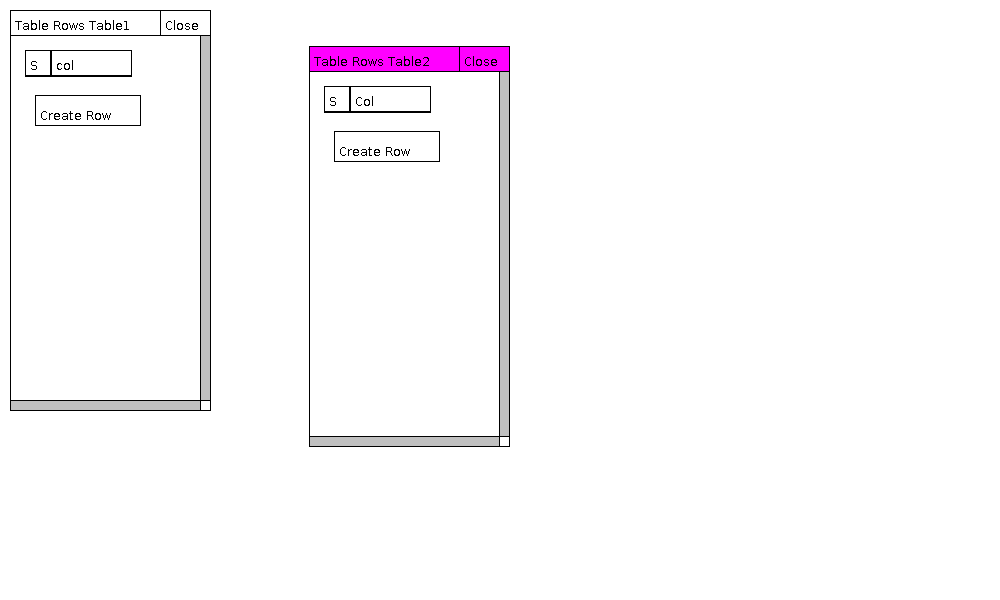 Table Rows Table1 Close
S col
Create Row
Table Rows Table2 Close
S Col
Create Row